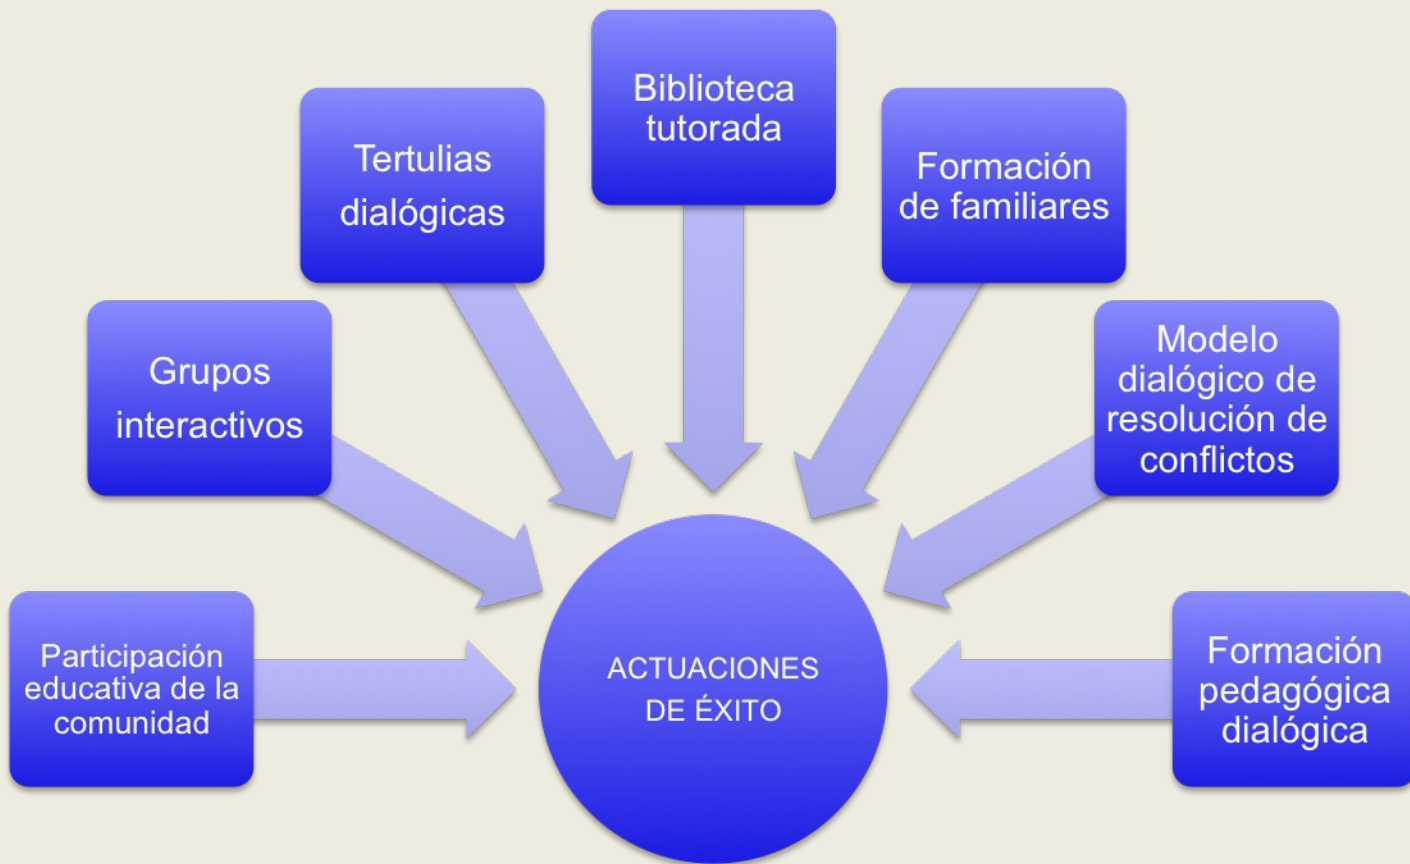 Biblioteca
tutorada
Tertulias
dialógicas
Formación
de familiares
Grupos
interactivos
Modelo
dialógico de
resolución de
conflictos
Participación
educativa de la
comunidad
ACTUACIONES
DE ÉXITO
Formación
pedagógica
dialógica